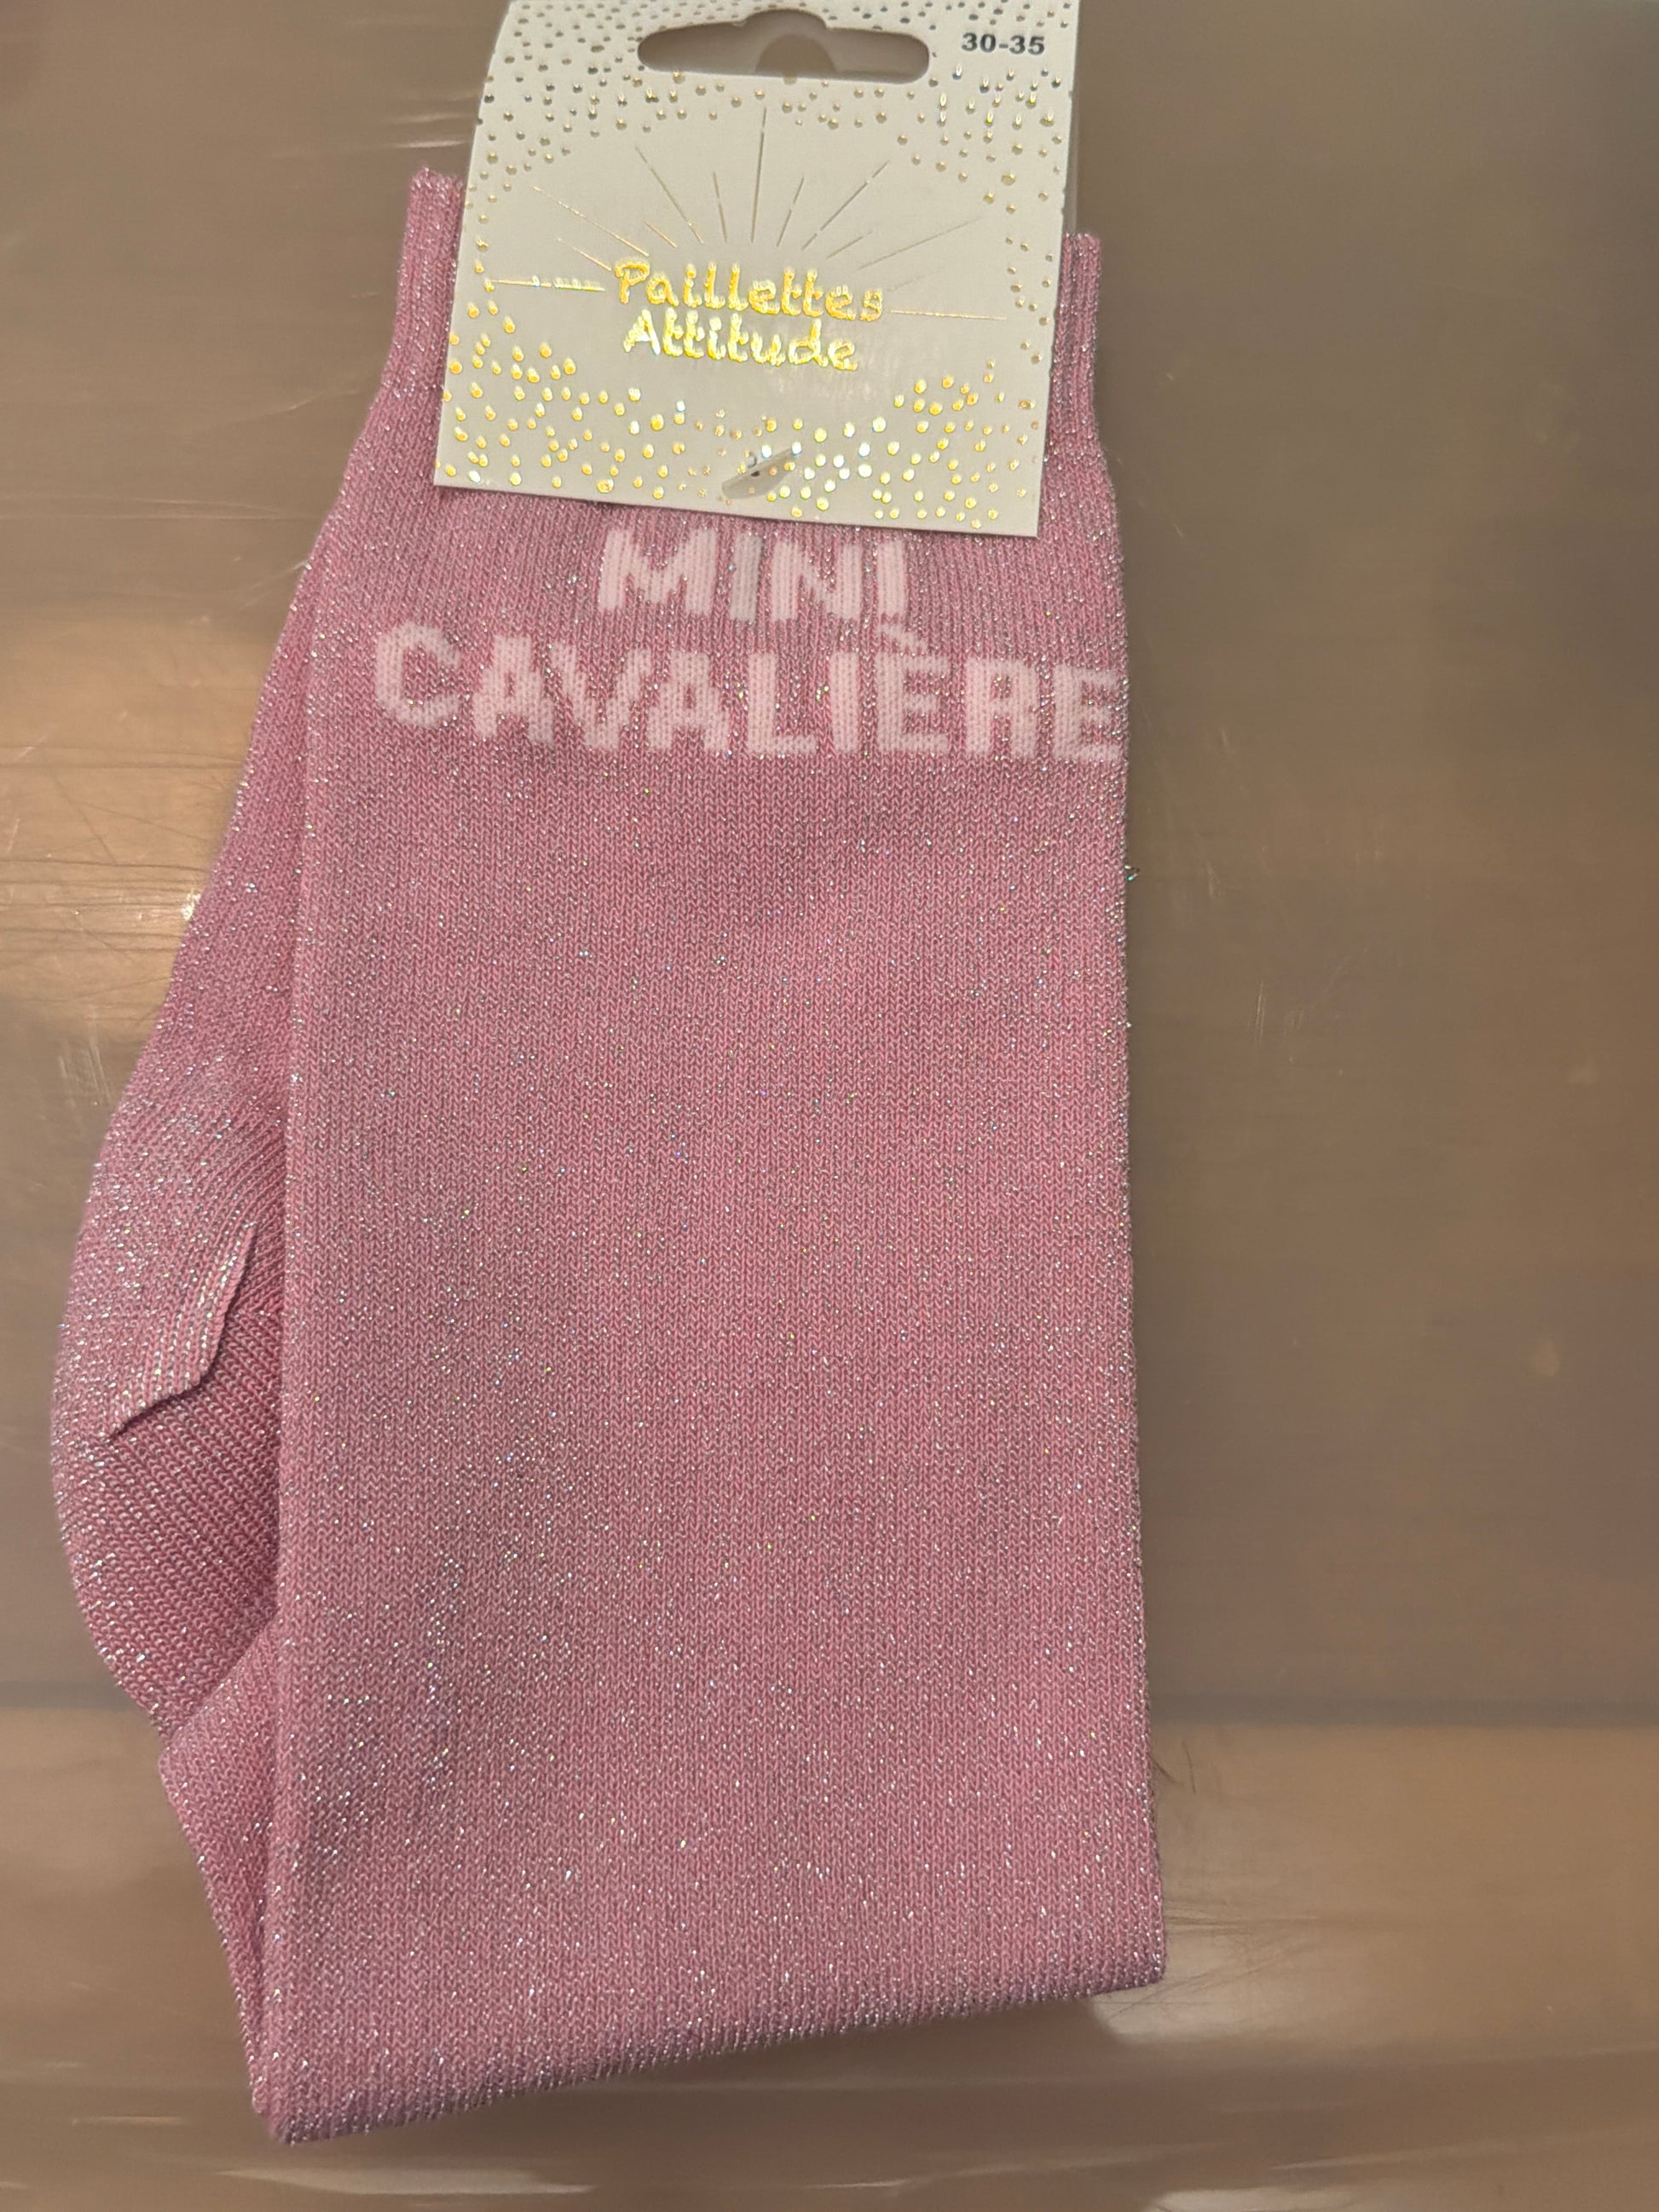 30-35
Paillettes
Attitude
MINI
CAVALIÈRE